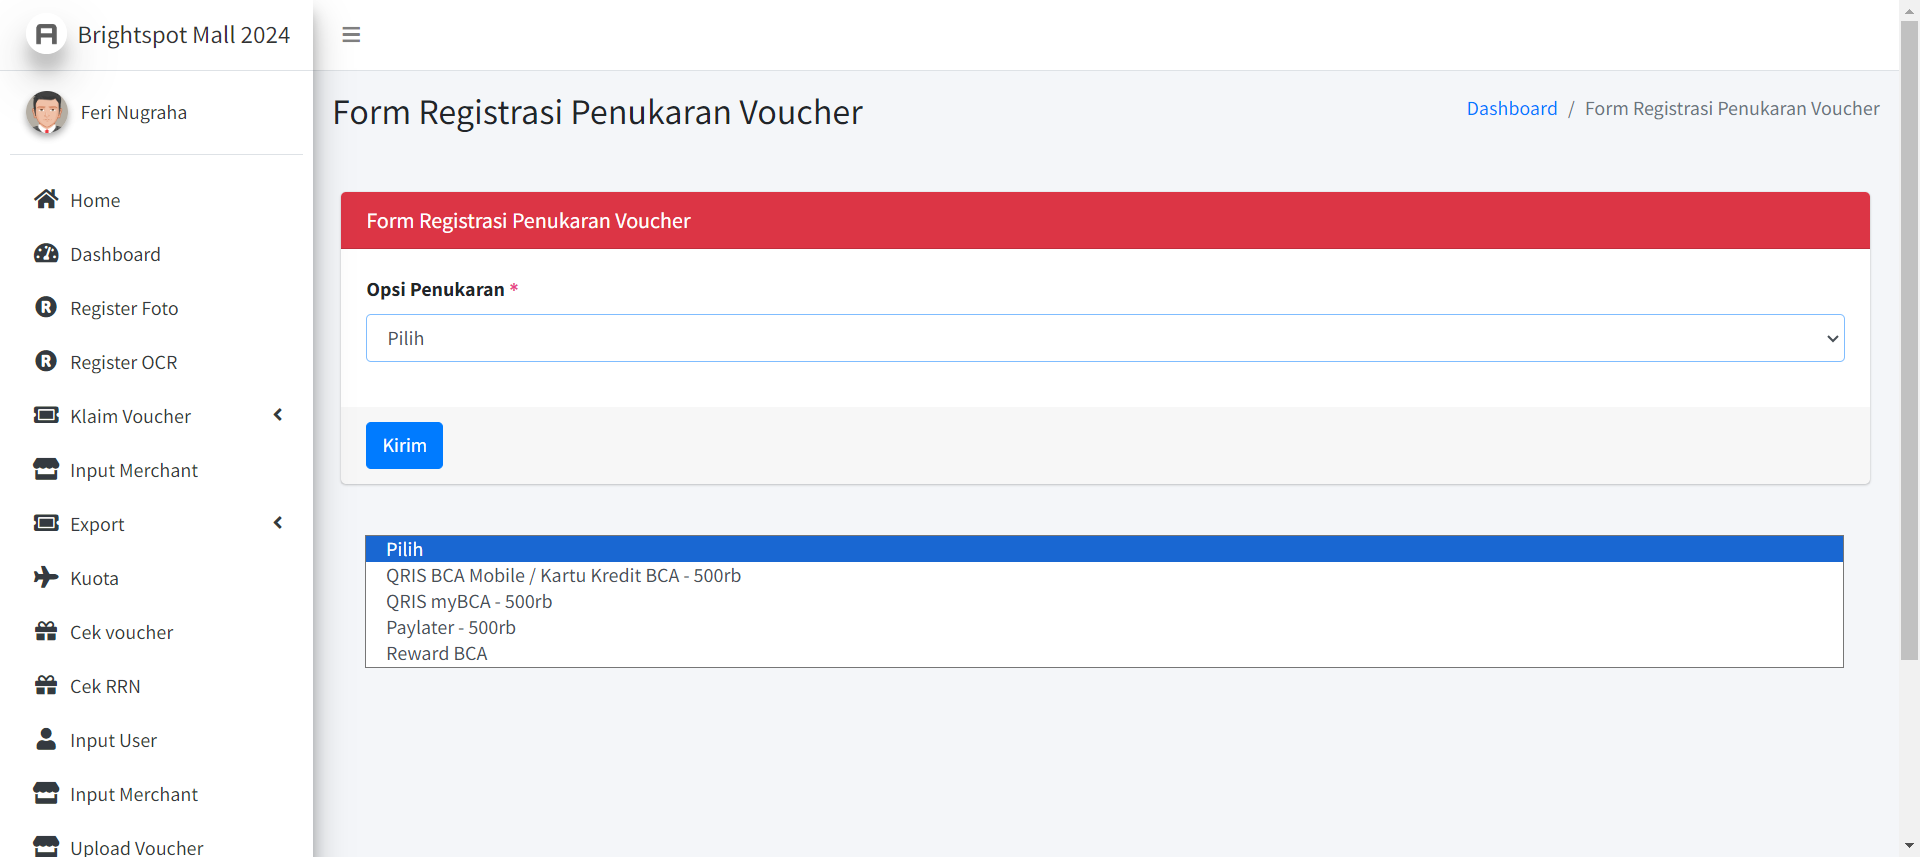 Brightspot Mall 2024
Feri Nugraha
Home
Dashboard
Register Foto
Register OCR
Klaim Voucher
Input Merchant
Export
Kuota
Cek voucher
Cek RRN
Input User
Input Merchant
Upload Voucher
Form Registrasi Penukaran Voucher
Dashboard / Form Registrasi Penukaran Voucher
Form Registrasi Penukaran Voucher
Opsi Penukaran *
Pilih
Kirim
Pilih
QRIS BCA Mobile / Kartu Kredit BCA - 500rb
QRIS myBCA - 500rb
Paylater - 500rb
Reward BCA